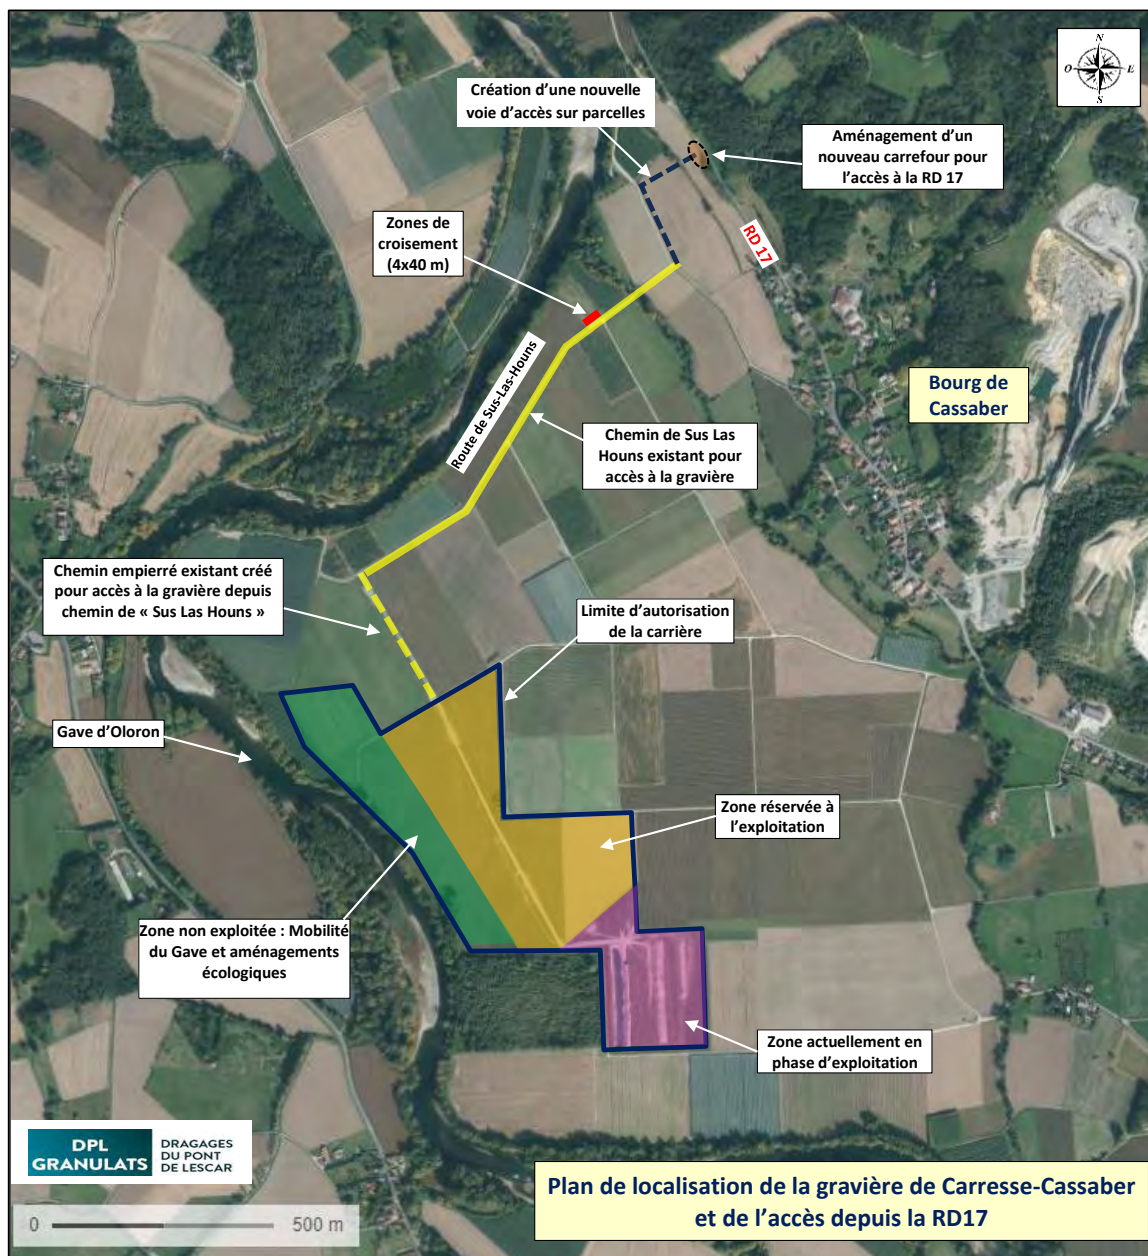 N
O
E
S
Création d’une nouvelle
voie d’accès sur parcelles
Aménagement d’un
nouveau carrefour pour
l’accès à la RD 17
Zones de
croisement
(4x40 m)
RD 17
Route de Sus-Las-Houns
Bourg de
Cassaber
Chemin de Sus Las
Houns existant pour
accès à la gravière
Chemin empierré existant créé
pour accès à la gravière depuis
chemin de « Sus Las Houns »
Limite d’autorisation
de la carrière
Gave d’Oloron
Zone réservée à
l’exploitation
Zone non exploitée : Mobilité
du Gave et aménagements
écologiques
Zone actuellement en
phase d’exploitation
DPL
GRANULATS
DRAGAGES
DU PONT
DE LESCAR
0
500 m
Plan de localisation de la gravière de Carresse-Cassaber
et de l’accès depuis la RD17